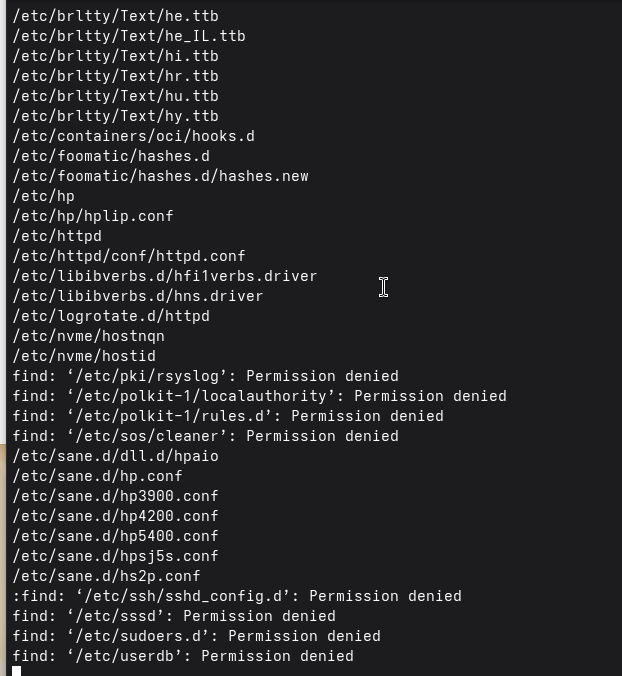 /etc/brltty/Text/he.ttb
/etc/brltty/Text/he_IL.ttb
/etc/brltty/Text/hi.ttb
/etc/brltty/Text/hr.ttb
/etc/brltty/Text/hu.ttb
/etc/brltty/Text/hy.ttb
/etc/containers/oci/hooks.d
/etc/foomatic/hashes.d
/etc/foomatic/hashes.d/hashes.new
/etc/hp
/etc/hp/hplip.conf
/etc/httpd
/etc/httpd/conf/httpd.conf
/etc/libibverbs.d/hfi1verbs.driver
/etc/libibverbs.d/hns.driver
/etc/logrotate.d/httpd
/etc/nvme/hostnqn
/etc/nvme/hostid
find: ‘/etc/pki/rsyslog’: Permission denied
find: ‘/etc/polkit-1/localauthority’: Permission denied
find: ‘/etc/polkit-1/rules.d’: Permission denied
find: ‘/etc/sos/cleaner’: Permission denied
/etc/sane.d/dll.d/hpaio
/etc/sane.d/hp.conf
/etc/sane.d/hp3900.conf
/etc/sane.d/hp4200.conf
/etc/sane.d/hp5400.conf
/etc/sane.d/hpsj5s.conf
/etc/sane.d/hs2p.conf
:find: ‘/etc/ssh/sshd_config.d’: Permission denied
find: ‘/etc/sssd’: Permission denied
find: ‘/etc/sudoers.d’: Permission denied
find: ‘/etc/userdb’: Permission denied